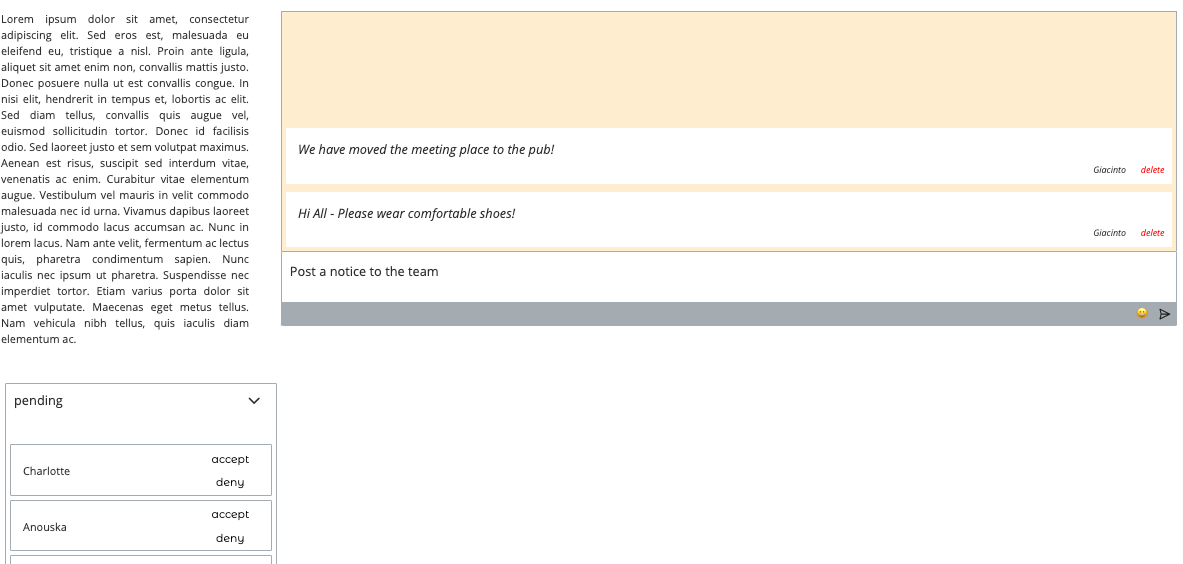 Lorem ipsum dolor sit amet, consectetur
adipiscing elit. Sed eros est, malesuada eu
eleifend eu, tristique a nisl. Proin ante ligula,
aliquet sit amet enim non, convallis mattis justo.
Donec posuere nulla ut est convallis congue. In
nisi elit, hendrerit in tempus et, lobortis ac elit.
Sed diam tellus, convallis quis augue vel,
euismod sollicitudin tortor. Donec id facilisis
odio. Sed laoreet justo et sem volutpat maximus.
Aenean est risus, suscipit sed interdum vitae,
venenatis ac enim. Curabitur vitae elementum
augue. Vestibulum vel mauris in velit commodo
malesuada nec id urna. Vivamus dapibus laoreet
justo, id commodo lacus accumsan ac. Nunc in
lorem lacus. Nam ante velit, fermentum ac lectus
quis, pharetra condimentum sapien. Nunc
iaculis nec ipsum ut pharetra. Suspendisse nec
imperdiet tortor. Etiam varius porta dolor sit
amet vulputate. Maecenas eget metus tellus.
Nam vehicula nibh tellus, quis iaculis diam
elementum ac.
We have moved the meeting place to the pub!
Giacinto delete
Hi All - Please wear comfortable shoes!
Giacinto delete
Post a notice to the team
pending
Charlotte
accept
deny
Anouska
accept
deny